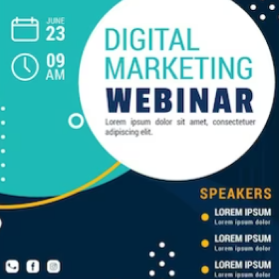 JUNE
23
09
AM
DIGITAL
MARKETING
WEBINAR
Lorem ipsum dolor sit amet, consectetuer
adipiscing elit.
SPEAKERS
LOREM IPSUM
Lorem ipsum dolor
LOREM IPSUM
Lorem ipsum dolor
LOREM IPSUM
Lorem ipsum dolor